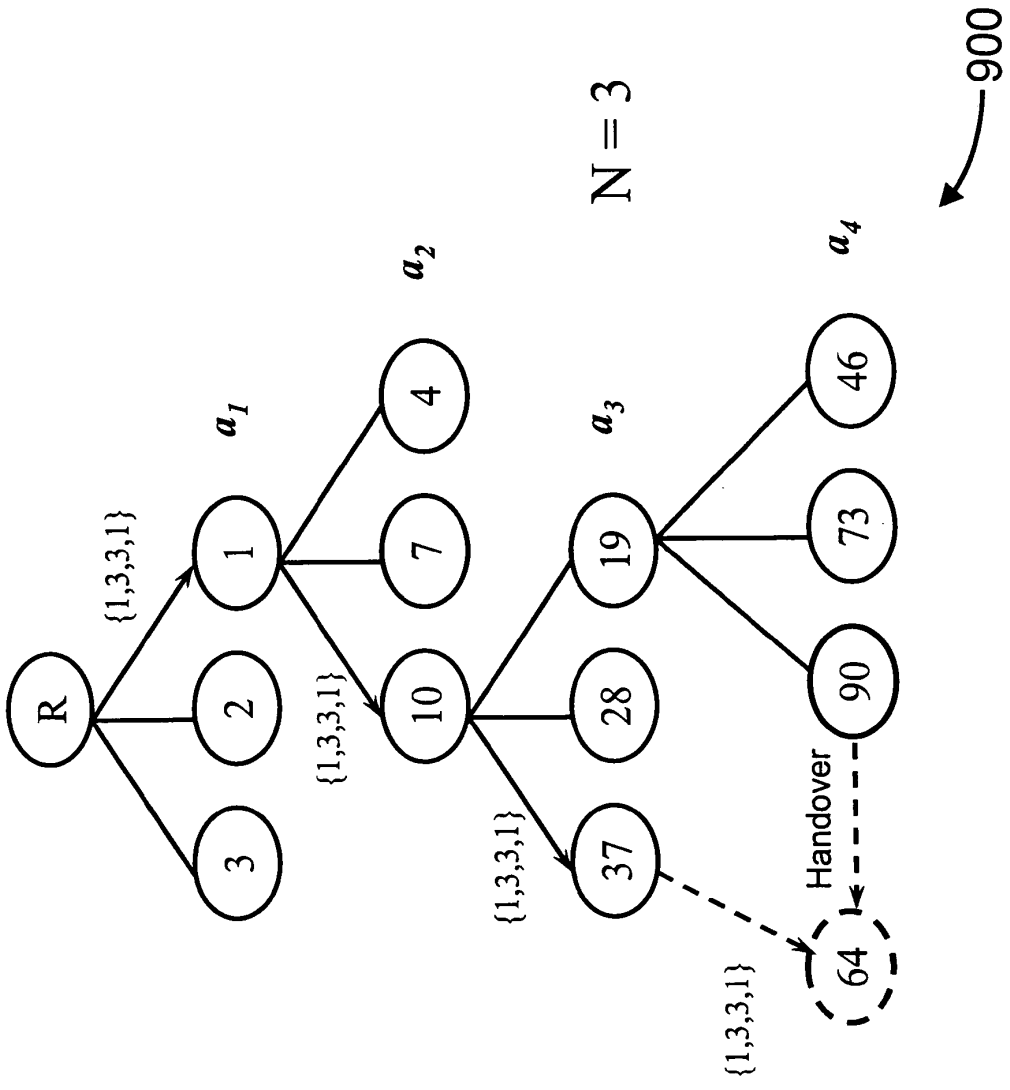 R
{1,3,3,1}
3
2
1
a1
{1,3,3,1}
10
7
4
a2
{1,3,3,1}
37
28
19
a3
N = 3
{1,3,3,1}
64
Handover
90
73
46
a4
900